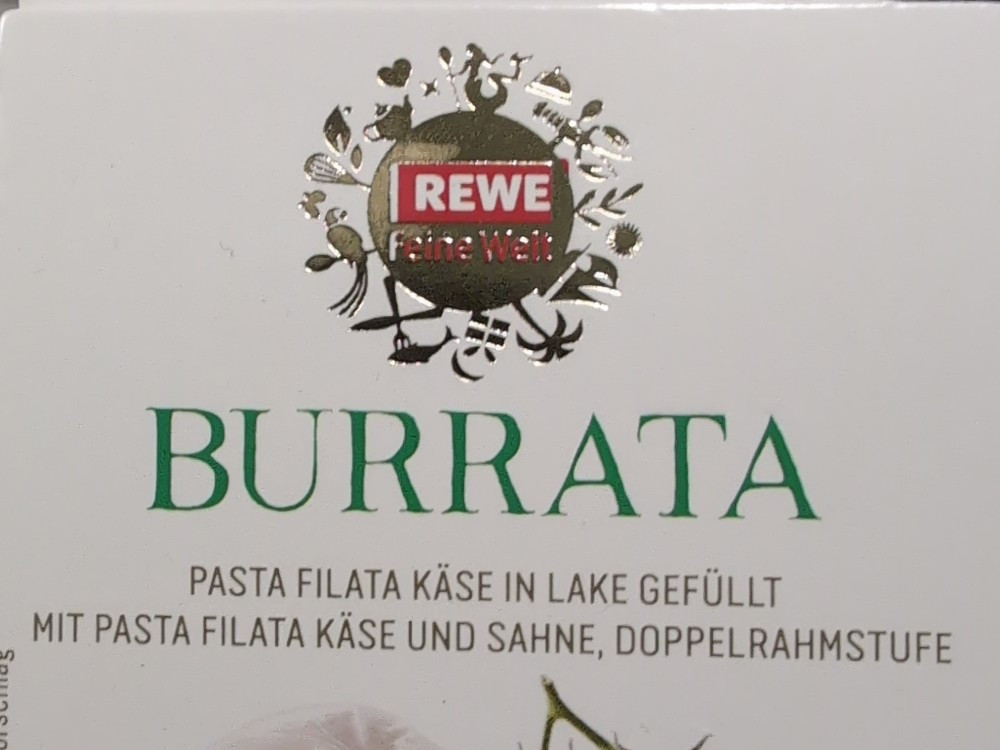 REWE
Feine Welt
BURRATA
PASTA FILATA KÄSE IN LAKE GEFÜLLT
MIT PASTA FILATA KÄSE UND SAHNE, DOPPELRAHMSTUFE